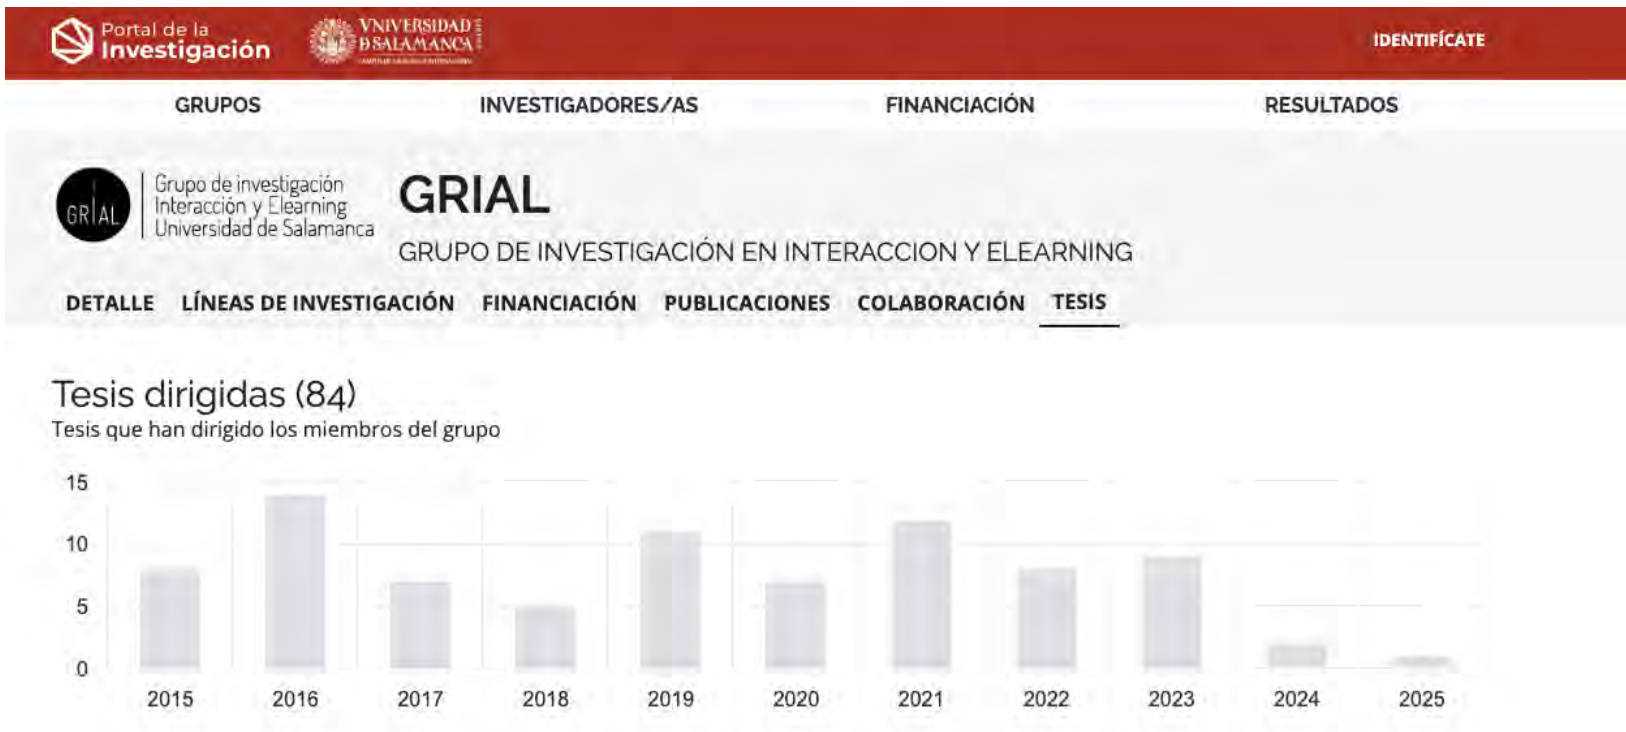 Portal de la
Investigación
VNIVERSIDAD
D SALAMANCA
IDENTIFÍCATE
GRUPOS
INVESTIGADORES/AS
FINANCIACIÓN
RESULTADOS
GRIAL
Grupo de investigación
Interacción y Elearning
Universidad de Salamanca
GRIAL
GRUPO DE INVESTIGACIÓN EN INTERACCION Y ELEARNING
DETALLE LÍNEAS DE INVESTIGACIÓN FINANCIACIÓN PUBLICACIONES COLABORACIÓN TESIS
Tesis dirigidas (84)
Tesis que han dirigido los miembros del grupo
15
10
5
0
2015 2016 2017 2018 2019 2020 2021 2022 2023 2024 2025